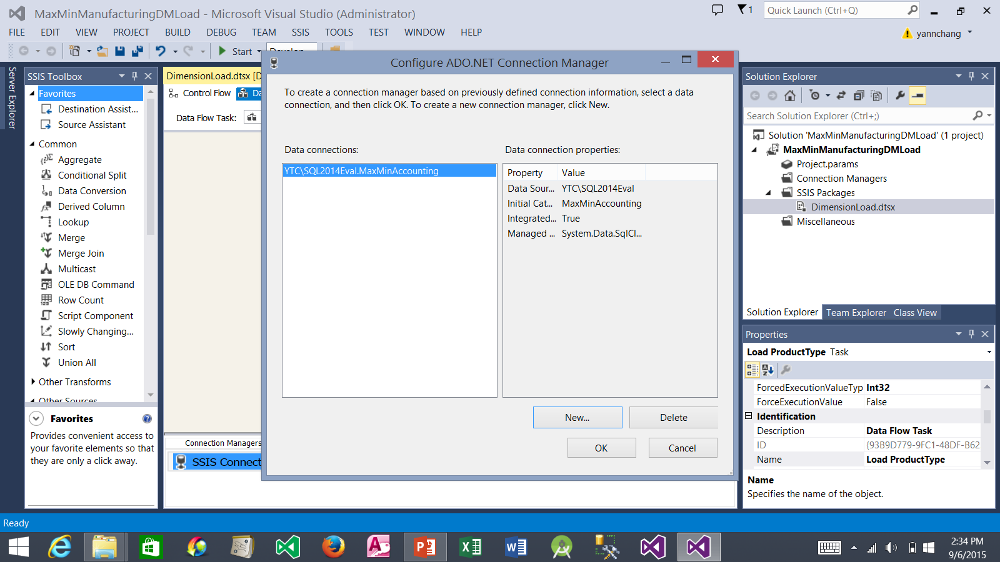 MaxMinManufacturingDMLoad - Microsoft Visual Studio (Administrator)
1
Quick Launch (Ctrl+Q)
FILE EDIT VIEW PROJECT BUILD DEBUG TEAM SSIS TOOLS TEST WINDOW HELP
yannchang
Start
Server Explorer
SSIS Toolbox
Favorites
Destination Assist...
Source Assistant
Common
Aggregate
Conditional Split
Data Conversion
Derived Column
Lookup
Merge
Merge Join
Multicast
OLE DB Command
Row Count
Script Component
Slowly Changing...
Sort
Union All
Other Transforms
Other Sources
Favorites
Provides convenient access to
your favorite elements so that
they are only a click away.
DimensionLoad.dtsx [D
Control Flow
Da
Data Flow Task:
Connection Managers
SSIS Connect
Configure ADO.NET Connection Manager
To create a connection manager based on previously defined connection information, select a data
connection, and then click OK. To create a new connection manager, click New.
Data connections:
YTC\SQL2014Eval.MaxMinAccounting
Data connection properties:
Property Value
Data Sour... YTC\SQL2014Eval
Initial Cat... MaxMinAccounting
Integrated... True
Managed ... System.Data.SqlCl...
New... Delete
OK Cancel
Solution Explorer
Search Solution Explorer (Ctrl+;)
Solution 'MaxMinManufacturingDMLoad' (1 project)
MaxMinManufacturingDMLoad
Project.params
Connection Managers
SSIS Packages
DimensionLoad.dtsx
Miscellaneous
Solution Explorer Team Explorer Class View
Properties
Load ProductType Task
ForcedExecutionValueTyp Int32
ForceExecutionValue False
Identification
Description Data Flow Task
ID {93B9D779-9FC1-48DF-B62
Name Load ProductType
Name
Specifies the name of the object.
Ready
2:34 PM
9/6/2015